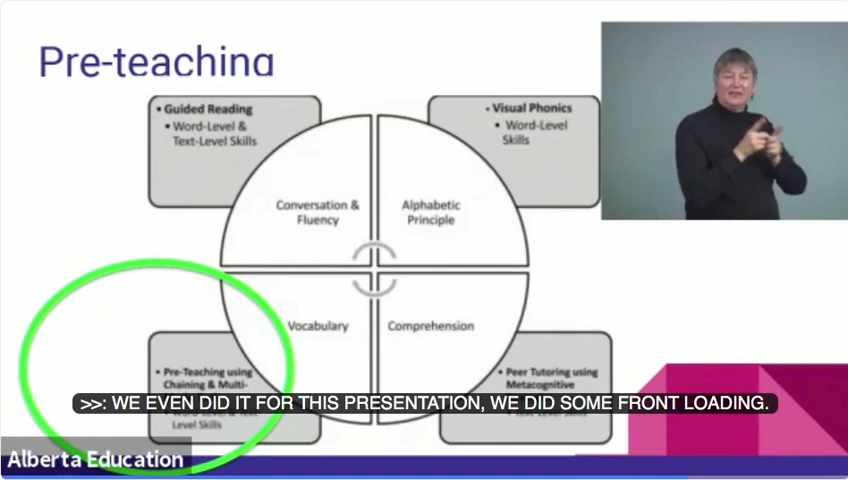 Pre-teaching
• Guided Reading
• Word-Level &
Text-Level Skills
• Visual Phonics
• Word-Level
Skills
Conversation &
Fluency
Alphabetic
Principle
Vocabulary
Comprehension
• Pre-Teaching using
Chaining & Multi-
Level Skills
• Peer Tutoring using
Metacognitive
>>: WE EVEN DID IT FOR THIS PRESENTATION, WE DID SOME FRONT LOADING.
Alberta Education